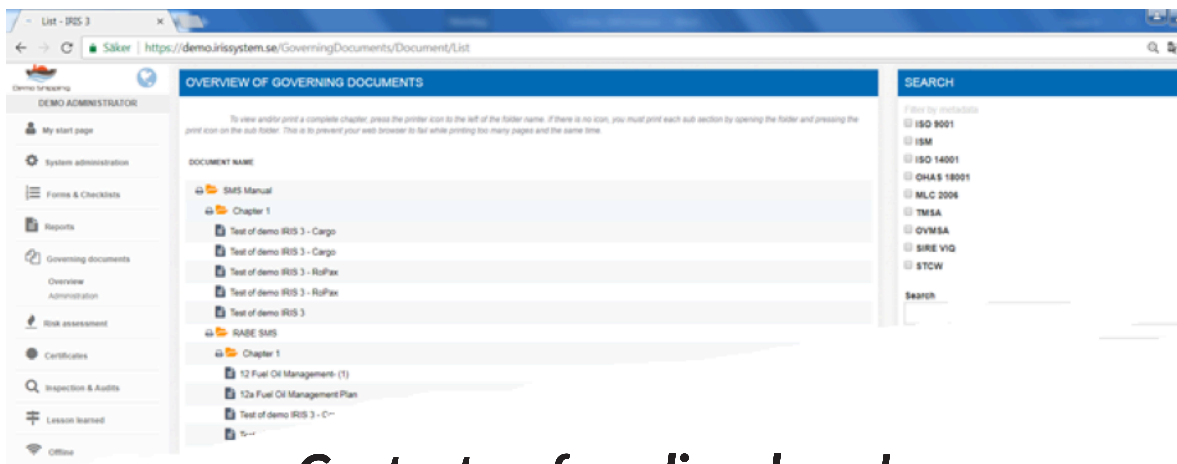 List - IRIS 3
Säker | https://demo.irissystem.se/GoverningDocuments/Document/List
Demo Shipping
DEMO ADMINISTRATOR
My start page
System administration
Forms & Checklists
Reports
Governing documents
Overview
Administration
Risk assessment
Certificates
Inspection & Audits
Lesson learned
Offline
OVERVIEW OF GOVERNING DOCUMENTS
To view and/or print a complete chapter, press the printer icon to the left of the folder name. If there is no icon, you must print each sub section by opening the folder and pressing the
print icon on the sub folder. This is to prevent your web browser to fail while printing too many pages and the same time.
DOCUMENT NAME
SMS Manual
Chapter 1
Test of demo IRIS 3 - Cargo
Test of demo IRIS 3 - Cargo
Test of demo IRIS 3 - RoPax
Test of demo IRIS 3 - RoPax
Test of demo IRIS 3
RABE SMS
Chapter 1
12 Fuel Oil Management- (1)
12a Fuel Oil Management Plan
Test of demo IRIS 3 -
SEARCH
Filter by metadata
ISO 9001
ISM
ISO 14001
OHAS 18001
MLC 2006
TMSA
OVMSA
SIRE VIQ
STCW
Search